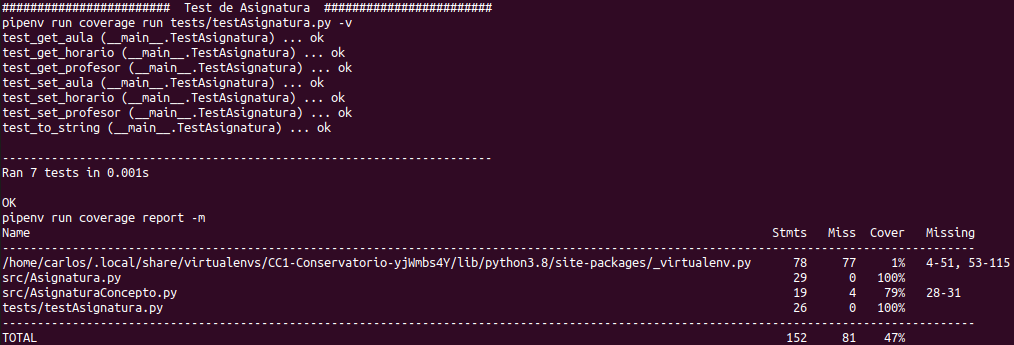 ######################## Test de Asignatura ########################
pipenv run coverage run tests/testAsignatura.py -v
test_get_aula (__main__.TestAsignatura) ... ok
test_get_horario (__main__.TestAsignatura) ... ok
test_get_profesor (__main__.TestAsignatura) ... ok
test_set_aula (__main__.TestAsignatura) ... ok
test_set_horario (__main__.TestAsignatura) ... ok
test_set_profesor (__main__.TestAsignatura) ... ok
test_to_string (__main__.TestAsignatura) ... ok
----------------------------------------------------------------------
Ran 7 tests in 0.001s
OK
pipenv run coverage report -m
Name Stmts Miss Cover Missing
-------------------------------------------------------------------------------------------------------------------------------------------
/home/carlos/.local/share/virtualenvs/CC1-Conservatorio-yjWmbs4Y/lib/python3.8/site-packages/_virtualenv.py 78 77 1% 4-51, 53-115
src/Asignatura.py 29 0 100%
src/AsignaturaConcepto.py 19 4 79% 28-31
tests/testAsignatura.py 26 0 100%
-------------------------------------------------------------------------------------------------------------------------------------------
TOTAL 152 81 47%